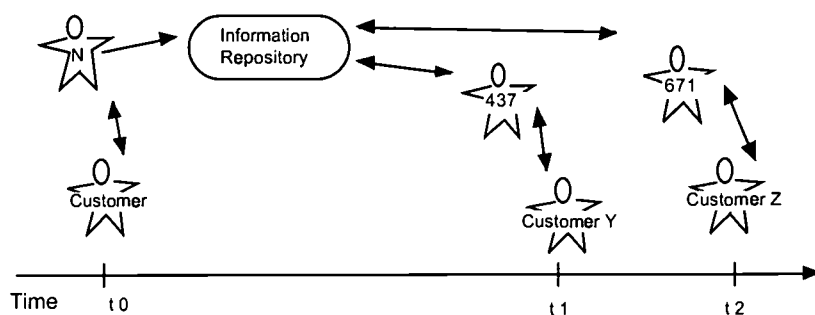 N
Information
Repository
437
671
Customer
Customer Y
Customer Z
Time
t 0
t 1
t 2